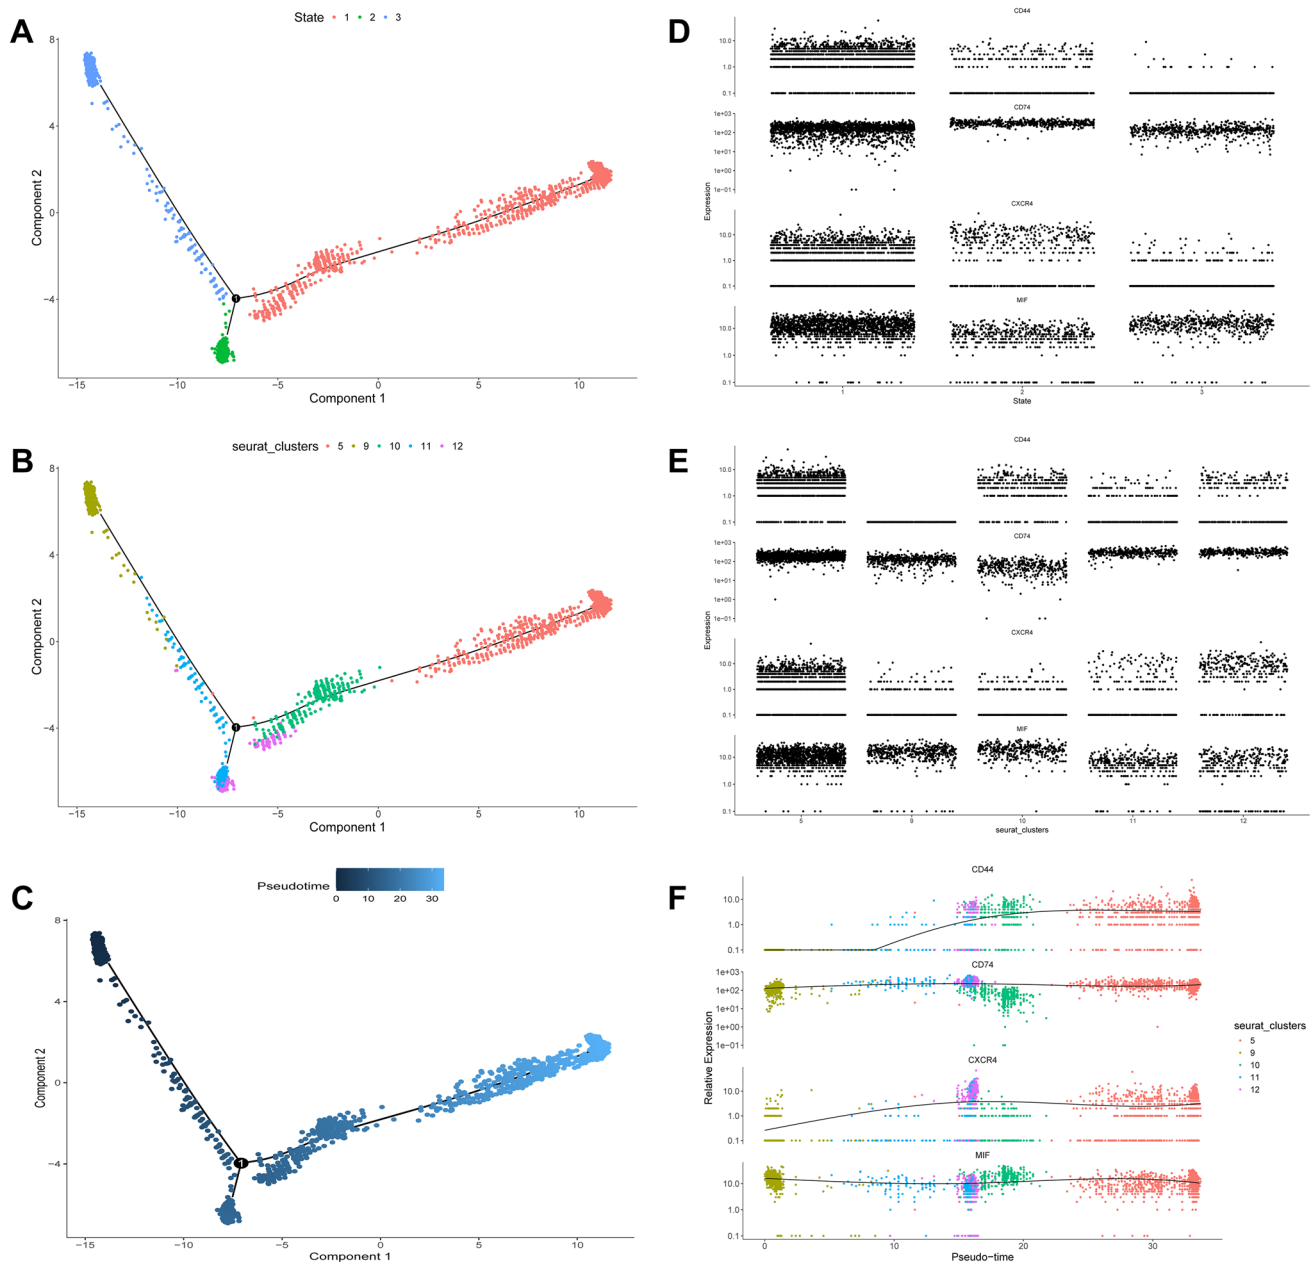 A
State 1 2 3
8
4
0
−4
−15 −10 −5 0 5 10
Component 1
Component 2
1
B
seurat_clusters 5 9 10 11 12
8
4
0
−4
−15 −10 −5 0 5 10
Component 1
Component 2
1
C
Pseudotime
0 10 20 30
8
4
0
−4
−15 −10 −5 0 5 10
Component 1
Component 2
1
D
CD44
10.0
1.0
0.1
CD74
1e+03
1e+02
1e+01
1e+00
1e−01
CXCR4
10.0
1.0
0.1
MIF
10.0
1.0
0.1
1 2 3
State
Expression
E
CD44
10.0
1.0
0.1
CD74
1e+03
1e+02
1e+01
1e+00
1e−01
CXCR4
10.0
1.0
0.1
MIF
10.0
1.0
0.1
5 9 10 11 12
seurat_clusters
Expression
F
CD44
10.0
1.0
0.1
CD74
1e+03
1e+02
1e+01
1e+00
1e−01
CXCR4
10.0
1.0
0.1
MIF
10.0
1.0
0.1
0 10 20 30
Pseudo−time
Relative Expression
seurat_clusters
5
9
10
11
12